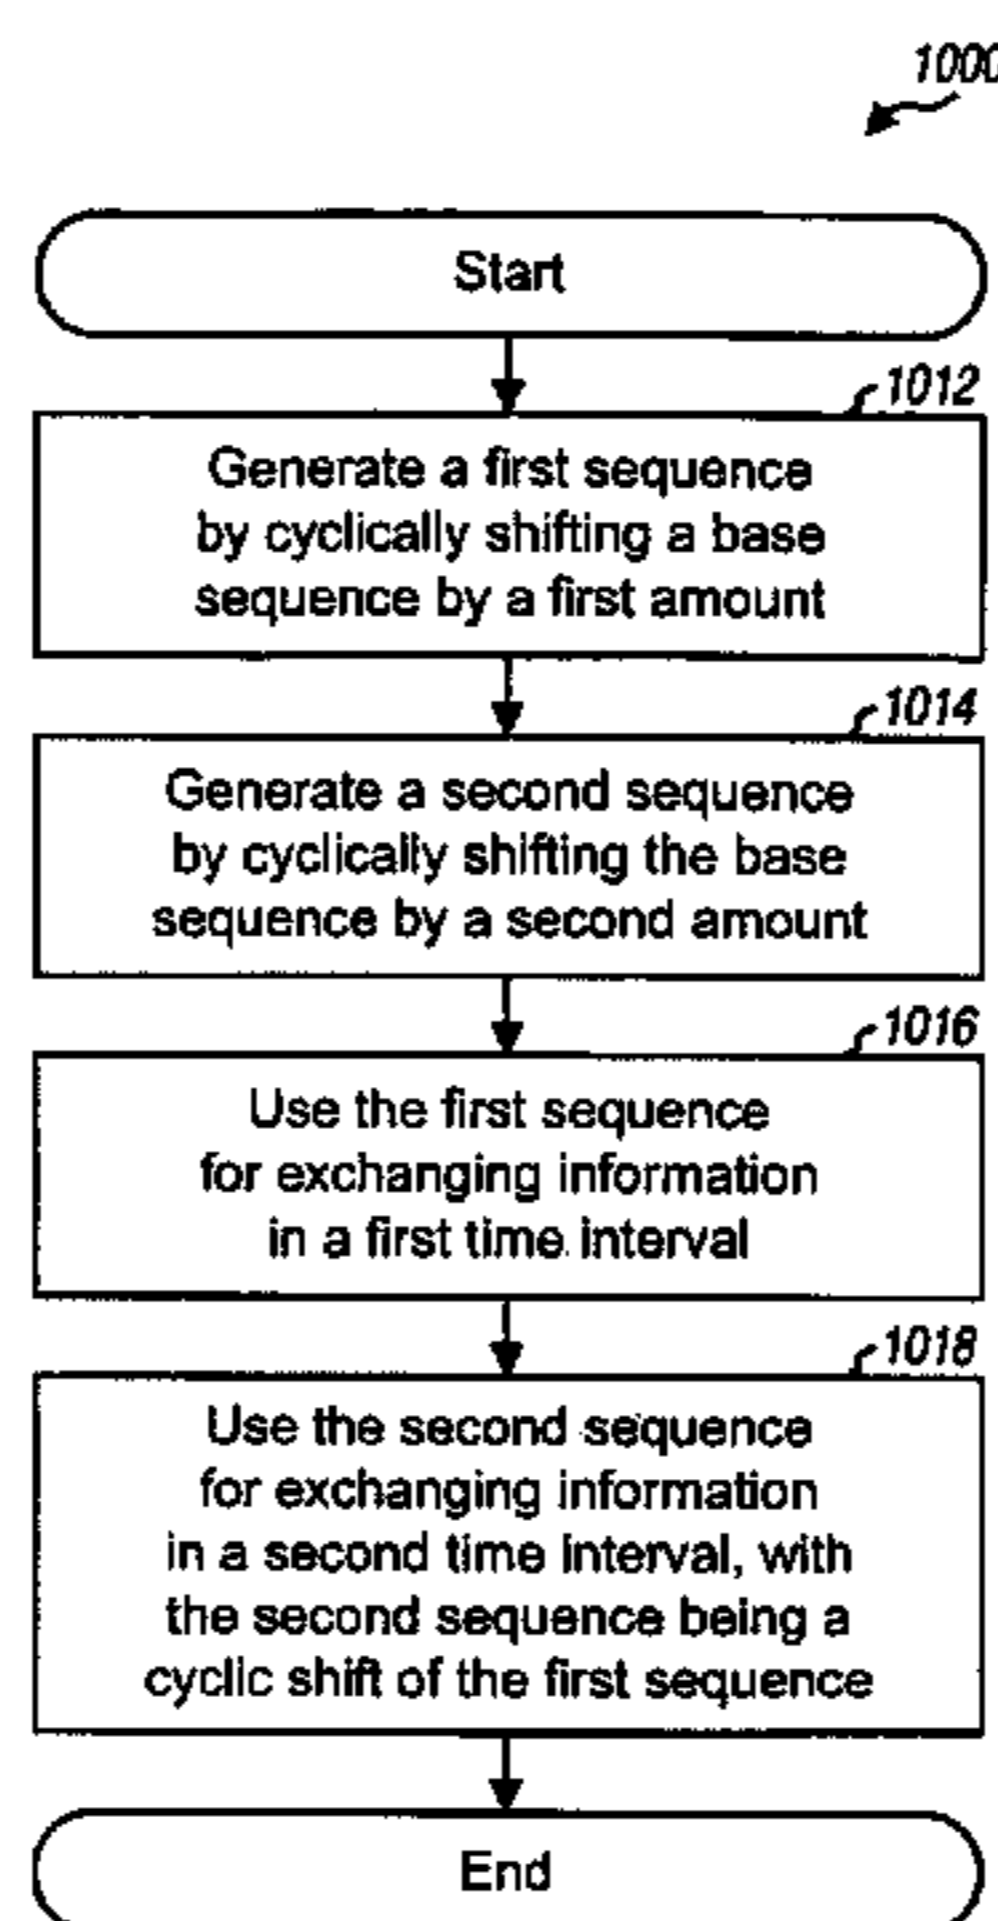 1000
Start
1012
Generate a first sequence
by cyclically shifting a base
sequence by a first amount
1014
Generate a second sequence
by cyclically shifting the base
sequence by a second amount
1016
Use the first sequence
for exchanging information
in a first time interval
1018
Use the second sequence
for exchanging information
in a second time interval, with
the second sequence being a
cyclic shift of the first sequence
End